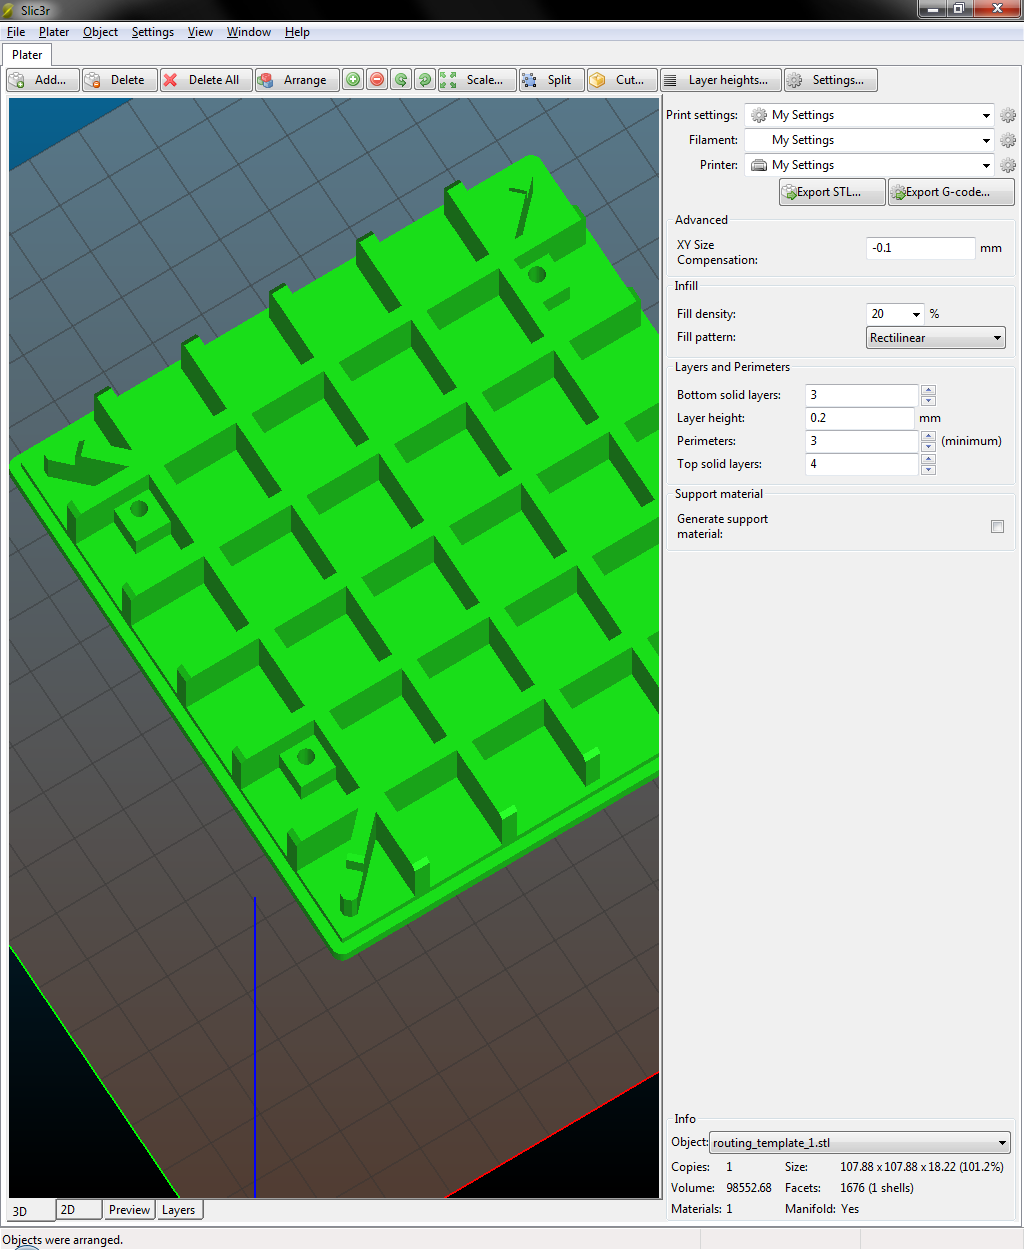 Slic3r
File Plater Object Settings View Window Help
Plater
Add... Delete Delete All Arrange Scale... Split Cut... Layer heights... Settings...
Print settings: My Settings
Filament: My Settings
Printer: My Settings
Export STL... Export G-code...
Advanced
XY Size
Compensation: -0.1 mm
Infill
Fill density: 20 %
Fill pattern: Rectilinear
Layers and Perimeters
Bottom solid layers: 3
Layer height: 0.2 mm
Perimeters: 3 (minimum)
Top solid layers: 4
Support material
Generate support
material:
Info
Object: routing_template_1.stl
Copies: 1 Size: 107.88 x 107.88 x 18.22 (101.2%)
Volume: 98552.68 Facets: 1676 (1 shells)
Materials: 1 Manifold: Yes
3D 2D Preview Layers
Objects were arranged.